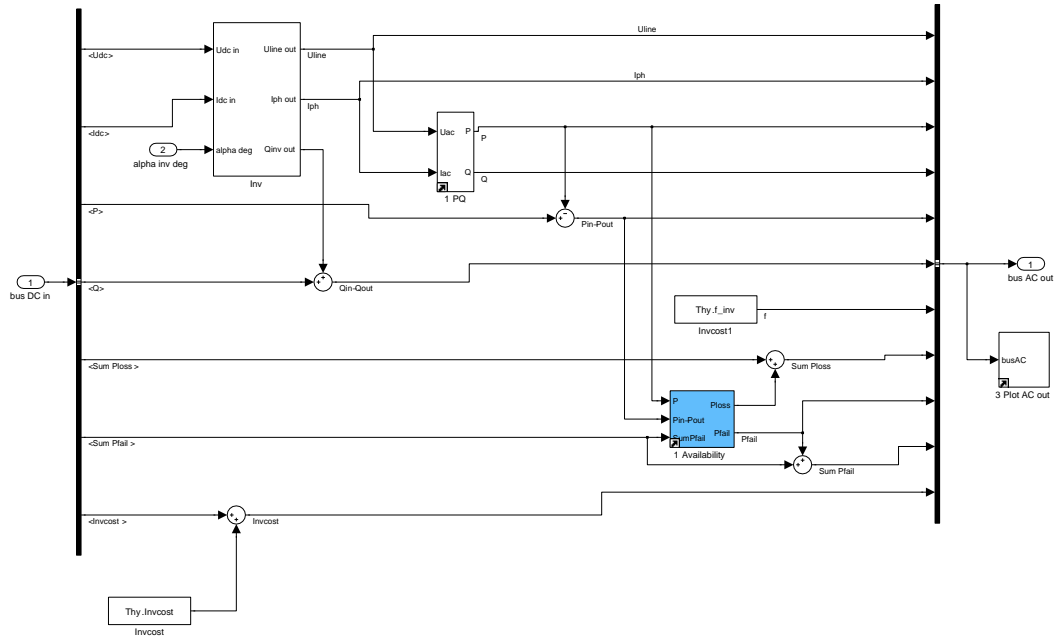 Uline
<Udc>
Udc in
Uline out
Uline
Iph
<Idc>
Idc in
Iph out
Iph
2
alpha inv deg
alpha deg
Qinv out
Inv
Uac
P
P
Iac
Q
Q
1 PQ
<P>
Pin-Pout
1
bus DC in
<Q>
Qin-Qout
1
bus AC out
Thy.f_inv
f
Invcost1
busAC
3 Plot AC out
<Sum Ploss >
Sum Ploss
P
Ploss
Pin-Pout
Pfail
Pfail
SumPfail
1 Availability
<Sum Pfail >
Sum Pfail
<Invcost >
Invcost
Thy.Invcost
Invcost